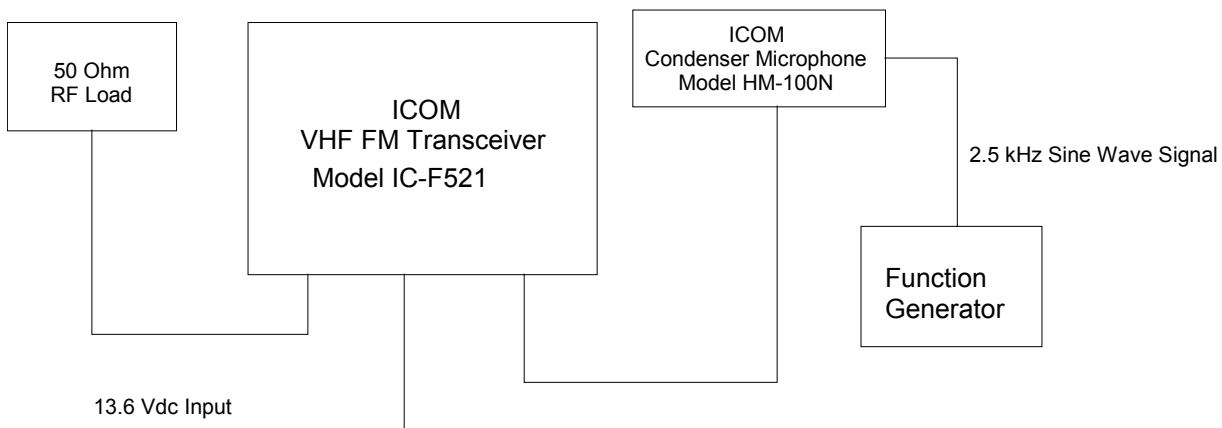 50 Ohm
RF Load
ICOM
VHF FM Transceiver
Model IC-F521
ICOM
Condenser Microphone
Model HM-100N
2.5 kHz Sine Wave Signal
Function
Generator
13.6 Vdc Input